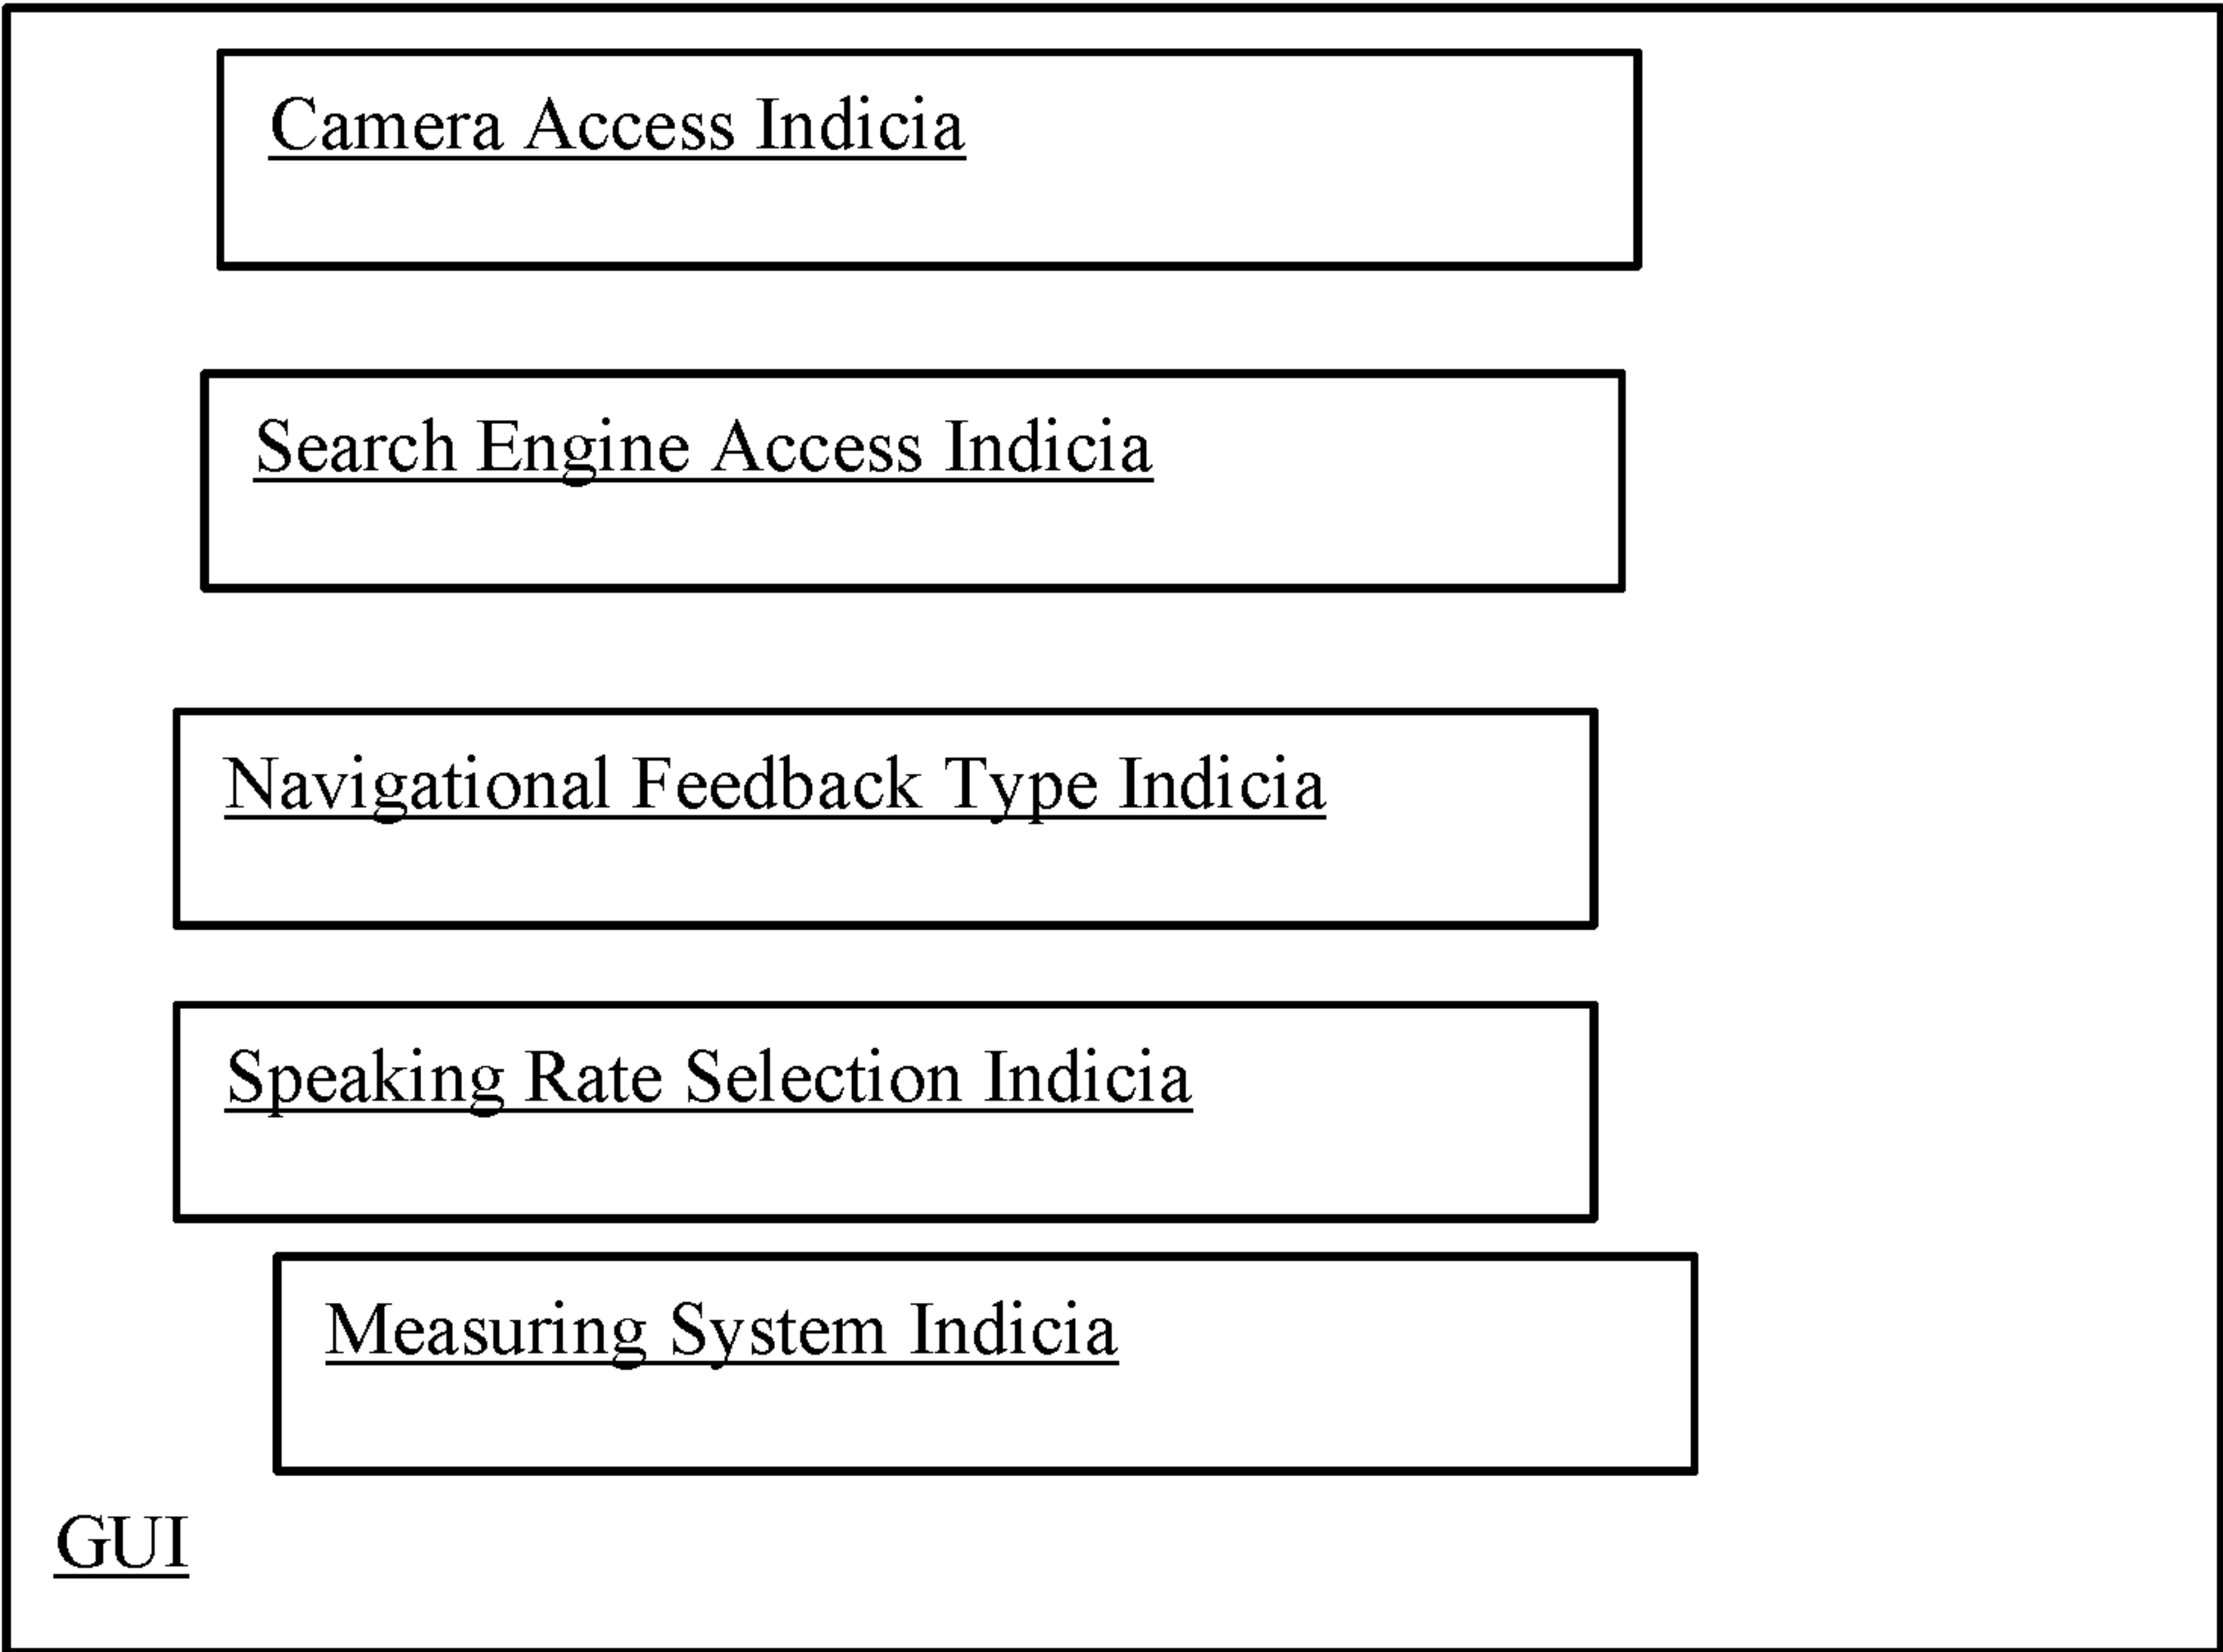 Camera Access Indicia
Search Engine Access Indicia
Navigational Feedback Type Indicia
Speaking Rate Selection Indicia
Measuring System Indicia
GUI